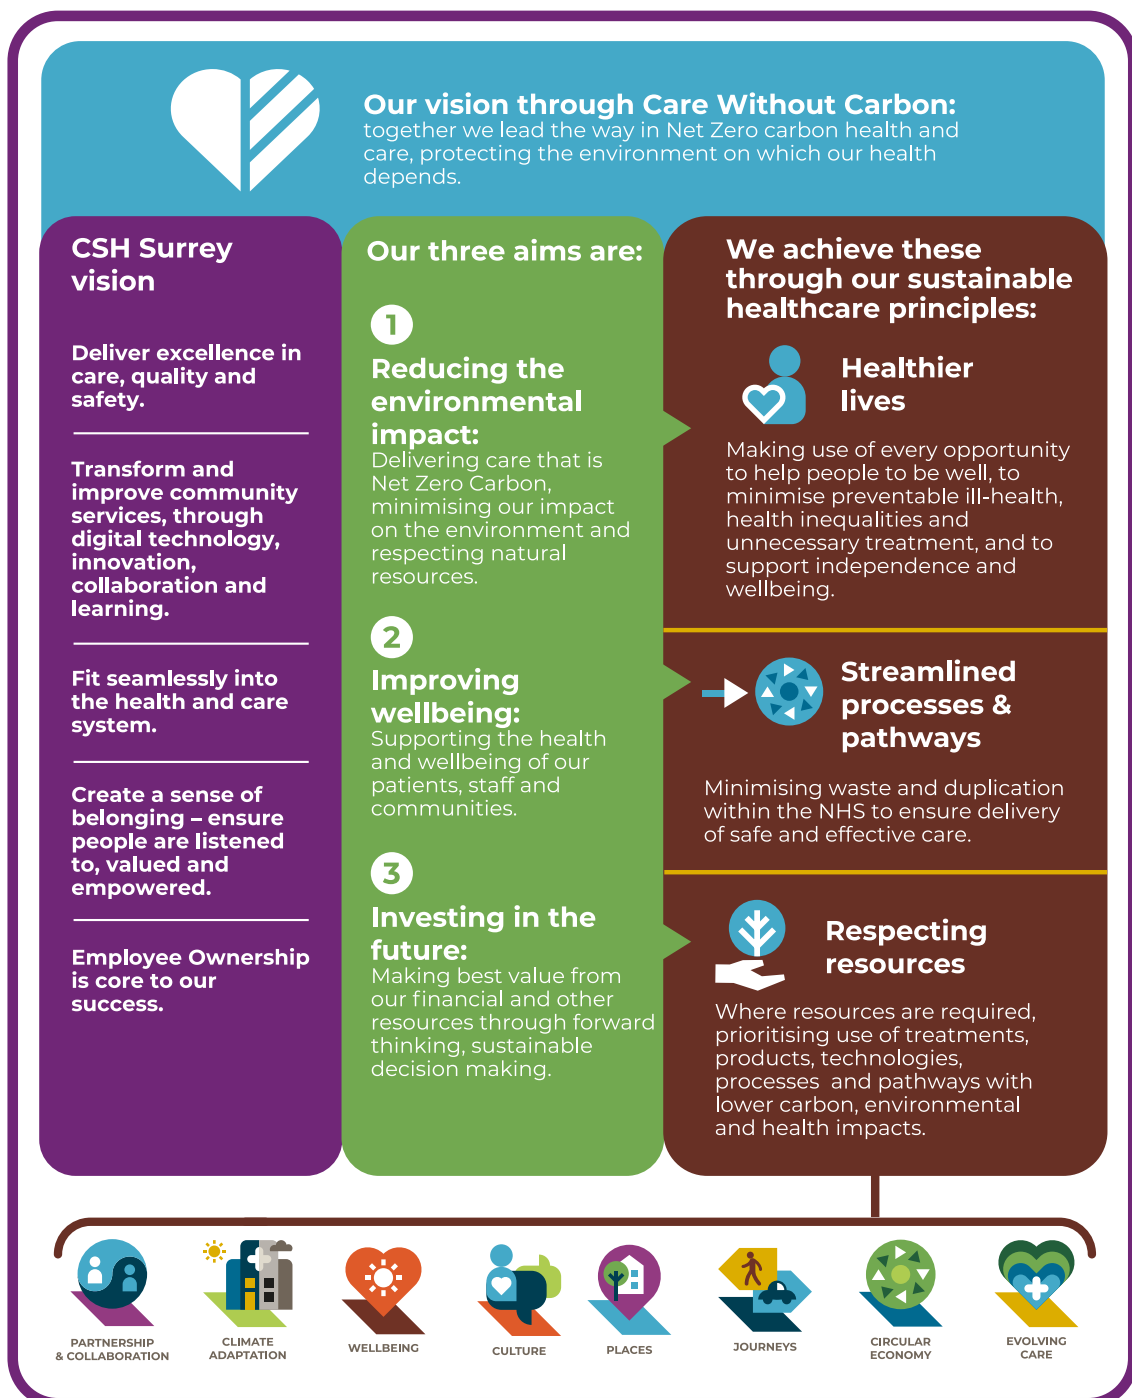 Our vision through Care Without Carbon:
together we lead the way in Net Zero carbon health and
care, protecting the environment on which our health
depends.
CSH Surrey
vision
Deliver excellence in
care, quality and
safety.
Transform and
improve community
services, through
digital technology,
innovation,
collaboration and
learning.
Fit seamlessly into
the health and care
system.
Create a sense of
belonging – ensure
people are listened
to, valued and
empowered.
Employee Ownership
is core to our
success.
Our three aims are:
1
Reducing the
environmental
impact:
Delivering care that is
Net Zero Carbon,
minimising our impact
on the environment and
respecting natural
resources.
2
Improving
wellbeing:
Supporting the health
and wellbeing of our
patients, staff and
communities.
3
Investing in the
future:
Making best value from
our financial and other
resources through forward
thinking, sustainable
decision making.
We achieve these
through our sustainable
healthcare principles:
Healthier
lives
Making use of every opportunity
to help people to be well, to
minimise preventable ill-health,
health inequalities and
unnecessary treatment, and to
support independence and
wellbeing.
Streamlined
processes &
pathways
Minimising waste and duplication
within the NHS to ensure delivery
of safe and effective care.
Respecting
resources
Where resources are required,
prioritising use of treatments,
products, technologies,
processes and pathways with
lower carbon, environmental
and health impacts.
PARTNERSHIP
& COLLABORATION
CLIMATE
ADAPTATION
WELLBEING
CULTURE
PLACES
JOURNEYS
CIRCULAR
ECONOMY
EVOLVING
CARE